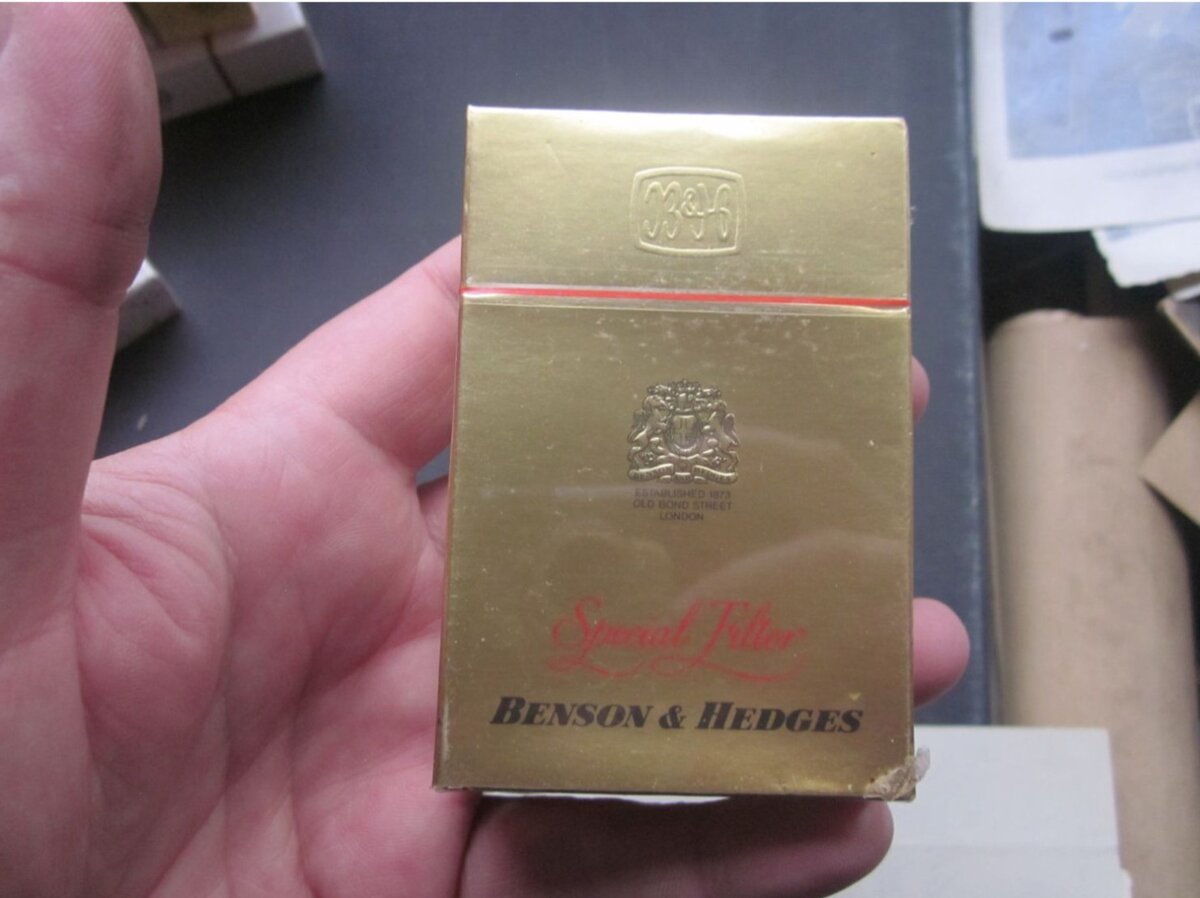 B&H
ESTABLISHED 1873
OLD BOND STREET
LONDON
Special Filter
BENSON & HEDGES